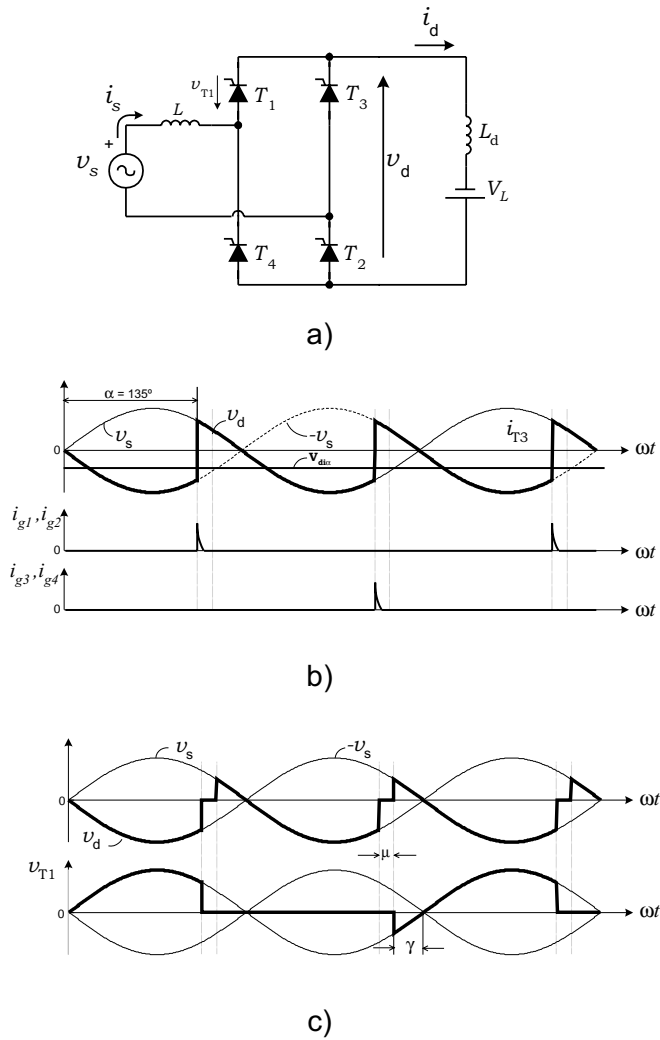 i_d
v_T1
T_1
T_3
i_s
L
+
v_s
v_d
L_d
V_L
T_4
T_2
a)
α = 135º
v_s
v_d
-v_s
i_T3
0
v_diα
ωt
i_g1, i_g2
0
ωt
i_g3, i_g4
0
ωt
b)
v_s
-v_s
0
ωt
v_d
μ
v_T1
0
ωt
γ
c)